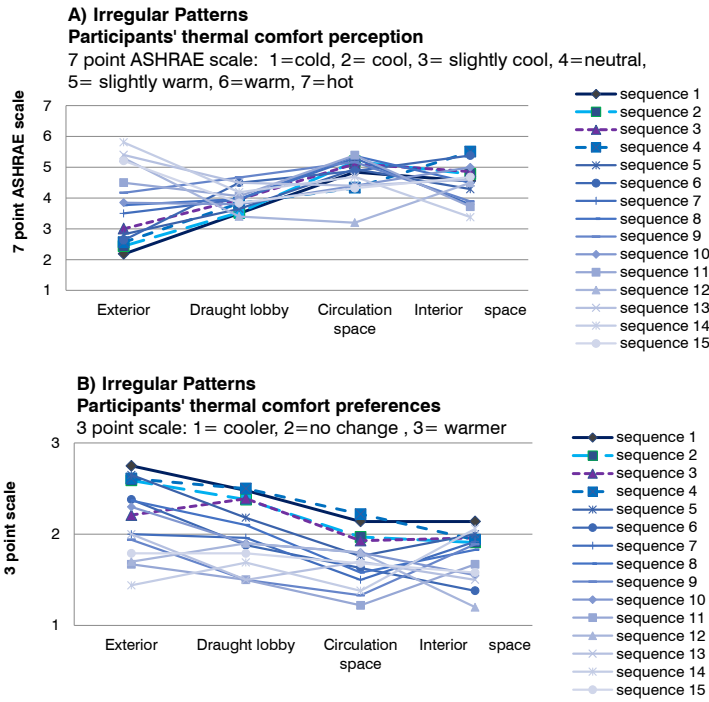 A) Irregular Patterns
Participants' thermal comfort perception
7 point ASHRAE scale: 1=cold, 2= cool, 3= slightly cool, 4=neutral,
5= slightly warm, 6=warm, 7=hot
7 point ASHRAE scale
7
6
5
4
3
2
1
Exterior Draught lobby Circulation space Interior space
sequence 1
sequence 2
sequence 3
sequence 4
sequence 5
sequence 6
sequence 7
sequence 8
sequence 9
sequence 10
sequence 11
sequence 12
sequence 13
sequence 14
sequence 15
B) Irregular Patterns
Participants' thermal comfort preferences
3 point scale: 1= cooler, 2=no change , 3= warmer
3 point scale
3
2
1
Exterior Draught lobby Circulation space Interior space
sequence 1
sequence 2
sequence 3
sequence 4
sequence 5
sequence 6
sequence 7
sequence 8
sequence 9
sequence 10
sequence 11
sequence 12
sequence 13
sequence 14
sequence 15